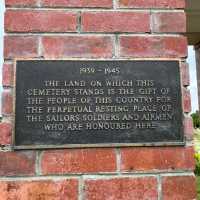 1939 - 1945
THE LAND ON WHICH THIS
CEMETERY STANDS IS THE GIFT OF
THE PEOPLE OF THIS COUNTRY FOR
THE PERPETUAL RESTING PLACE OF
THE SAILORS SOLDIERS AND AIRMEN
WHO ARE HONOURED HERE